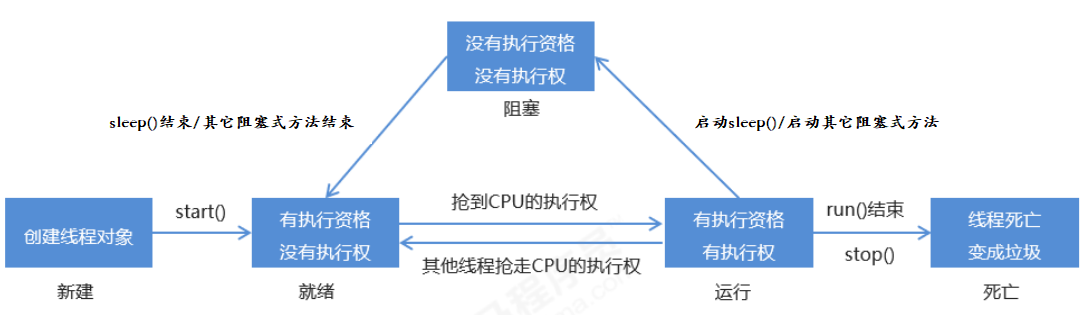 没有执行资格
没有执行权
阻塞
sleep()结束/其它阻塞式方法结束
启动sleep()/启动其它阻塞式方法
创建线程对象
新建
start()
有执行资格
没有执行权
就绪
抢到CPU的执行权
其他线程抢走CPU的执行权
有执行资格
有执行权
运行
run()结束
stop()
线程死亡
变成垃圾
死亡